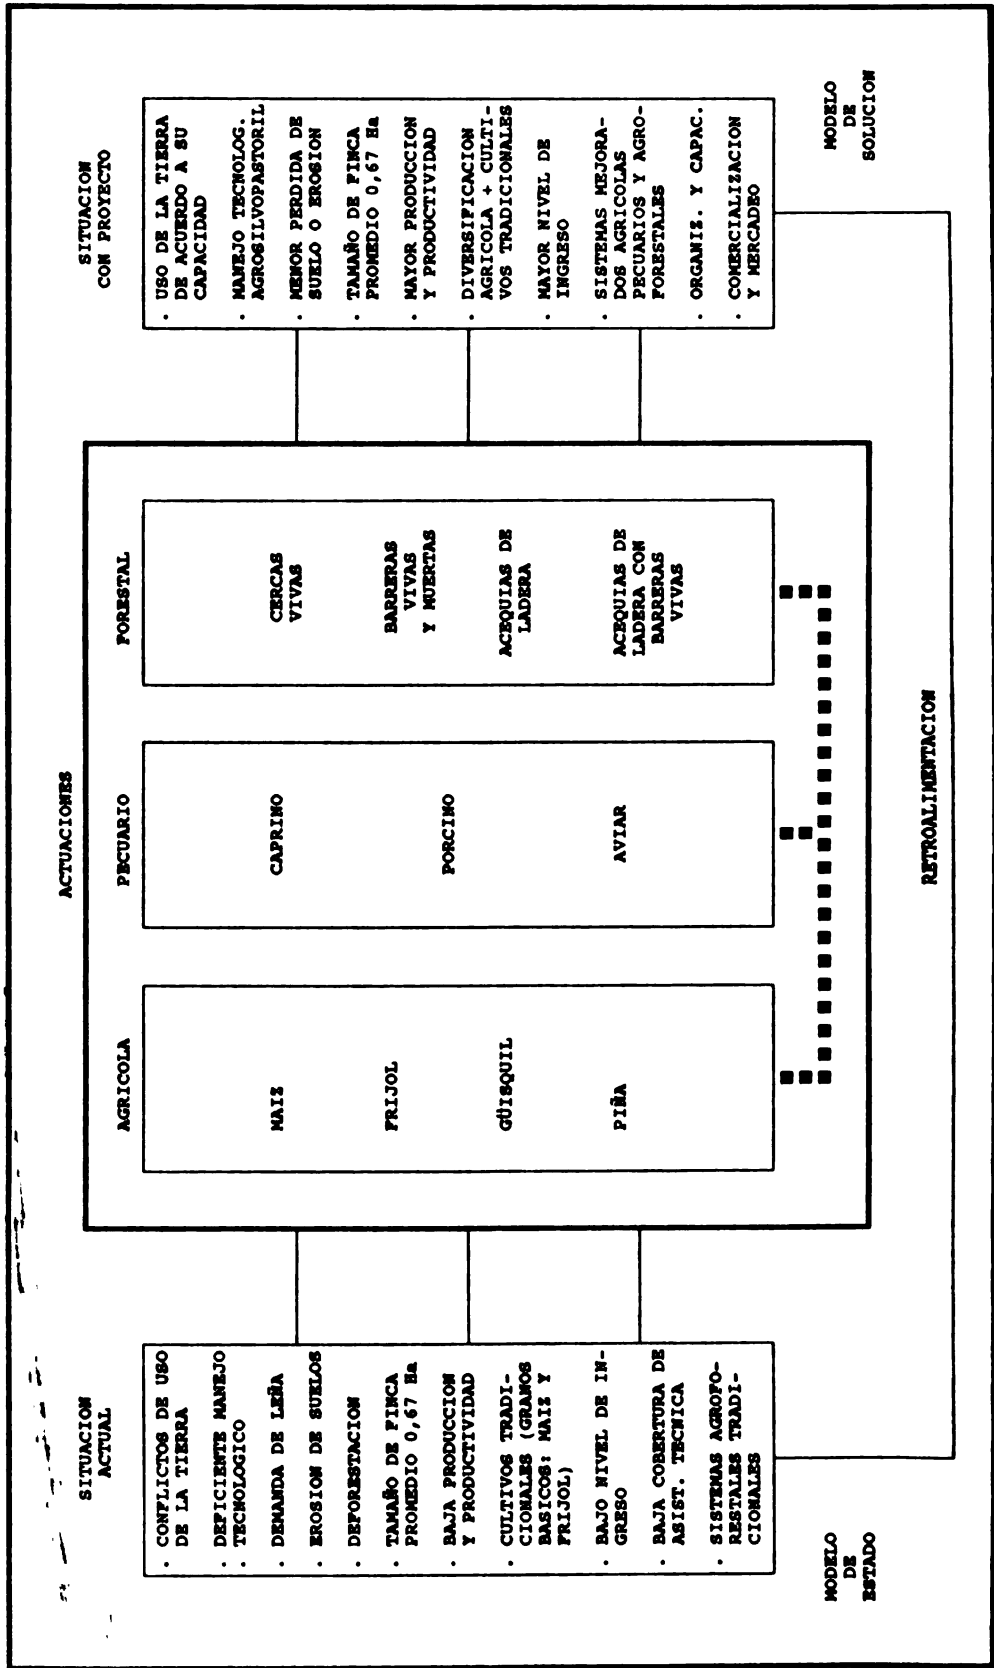 SITUACION
ACTUAL
. CONFLICTOS DE USO
DE LA TIERRA
. DEFICIENTE MANEJO
. TECNOLOGICO
. DEMANDA DE LEÑA
. EROSION DE SUELOS
. DEFORESTACION
. TAMAÑO DE FINCA
PROMEDIO 0,67 Ha
. BAJA PRODUCCION
Y PRODUCTIVIDAD
. CULTIVOS TRADI-
CIONALES (GRANOS
BASICOS: MAIZ Y
FRIJOL)
. BAJO NIVEL DE IN-
GRESO
. BAJA COBERTURA DE
ASIST. TECNICA
. SISTEMAS AGROFO-
RESTALES TRADI-
CIONALES
MODELO
DE
ESTADO
ACTUACIONES
AGRICOLA
MAIZ
FRIJOL
GÜISQUIL
PIÑA
PECUARIO
CAPRINO
PORCINO
AVIAR
FORESTAL
CERCAS
VIVAS
BARRERAS
VIVAS
Y MUERTAS
ACEQUIAS DE
LADERA
ACEQUIAS DE
LADERA CON
BARRERAS
VIVAS
SITUACION
CON PROYECTO
. USO DE LA TIERRA
DE ACUERDO A SU
CAPACIDAD
. MANEJO TECNOLOG.
AGROSILVOPASTORIL
. MENOR PERDIDA DE
SUELO O EROSION
. TAMAÑO DE FINCA
PROMEDIO 0,67 Ha
. MAYOR PRODUCCION
Y PRODUCTIVIDAD
. DIVERSIFICACION
AGRICOLA + CULTI-
VOS TRADICIONALES
. MAYOR NIVEL DE
INGRESO
. SISTEMAS MEJORA-
DOS AGRICOLAS
PECUARIOS Y AGRO-
FORESTALES
. ORGANIZ. Y CAPAC.
. COMERCIALIZACION
Y MERCADEO
MODELO
DE
SOLUCION
RETROALIMENTACION